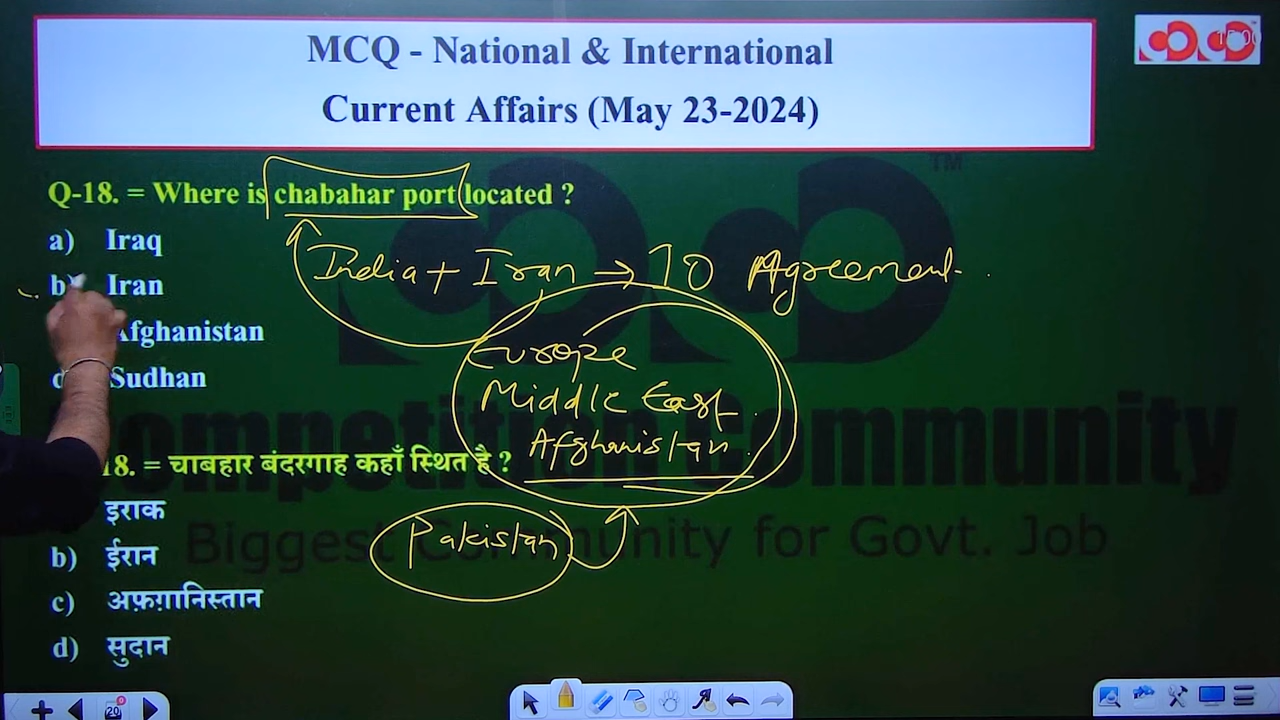 MCQ - National & International
Current Affairs (May 23-2024)
TM
Q-18. = Where is chabahar port located ?
a) Iraq
India + Iran → 10 Agreement.
b) Iran
Afghanistan
Europe
Sudhan
Middle East
Afghanistan
Competition Community
18. = चाबहार बंदरगाह कहाँ स्थित है ?
इराक
Pakistan
Biggest Community for Govt. Job
b) ईरान
c) अफ़ग़ानिस्तान
d) सुदान
20